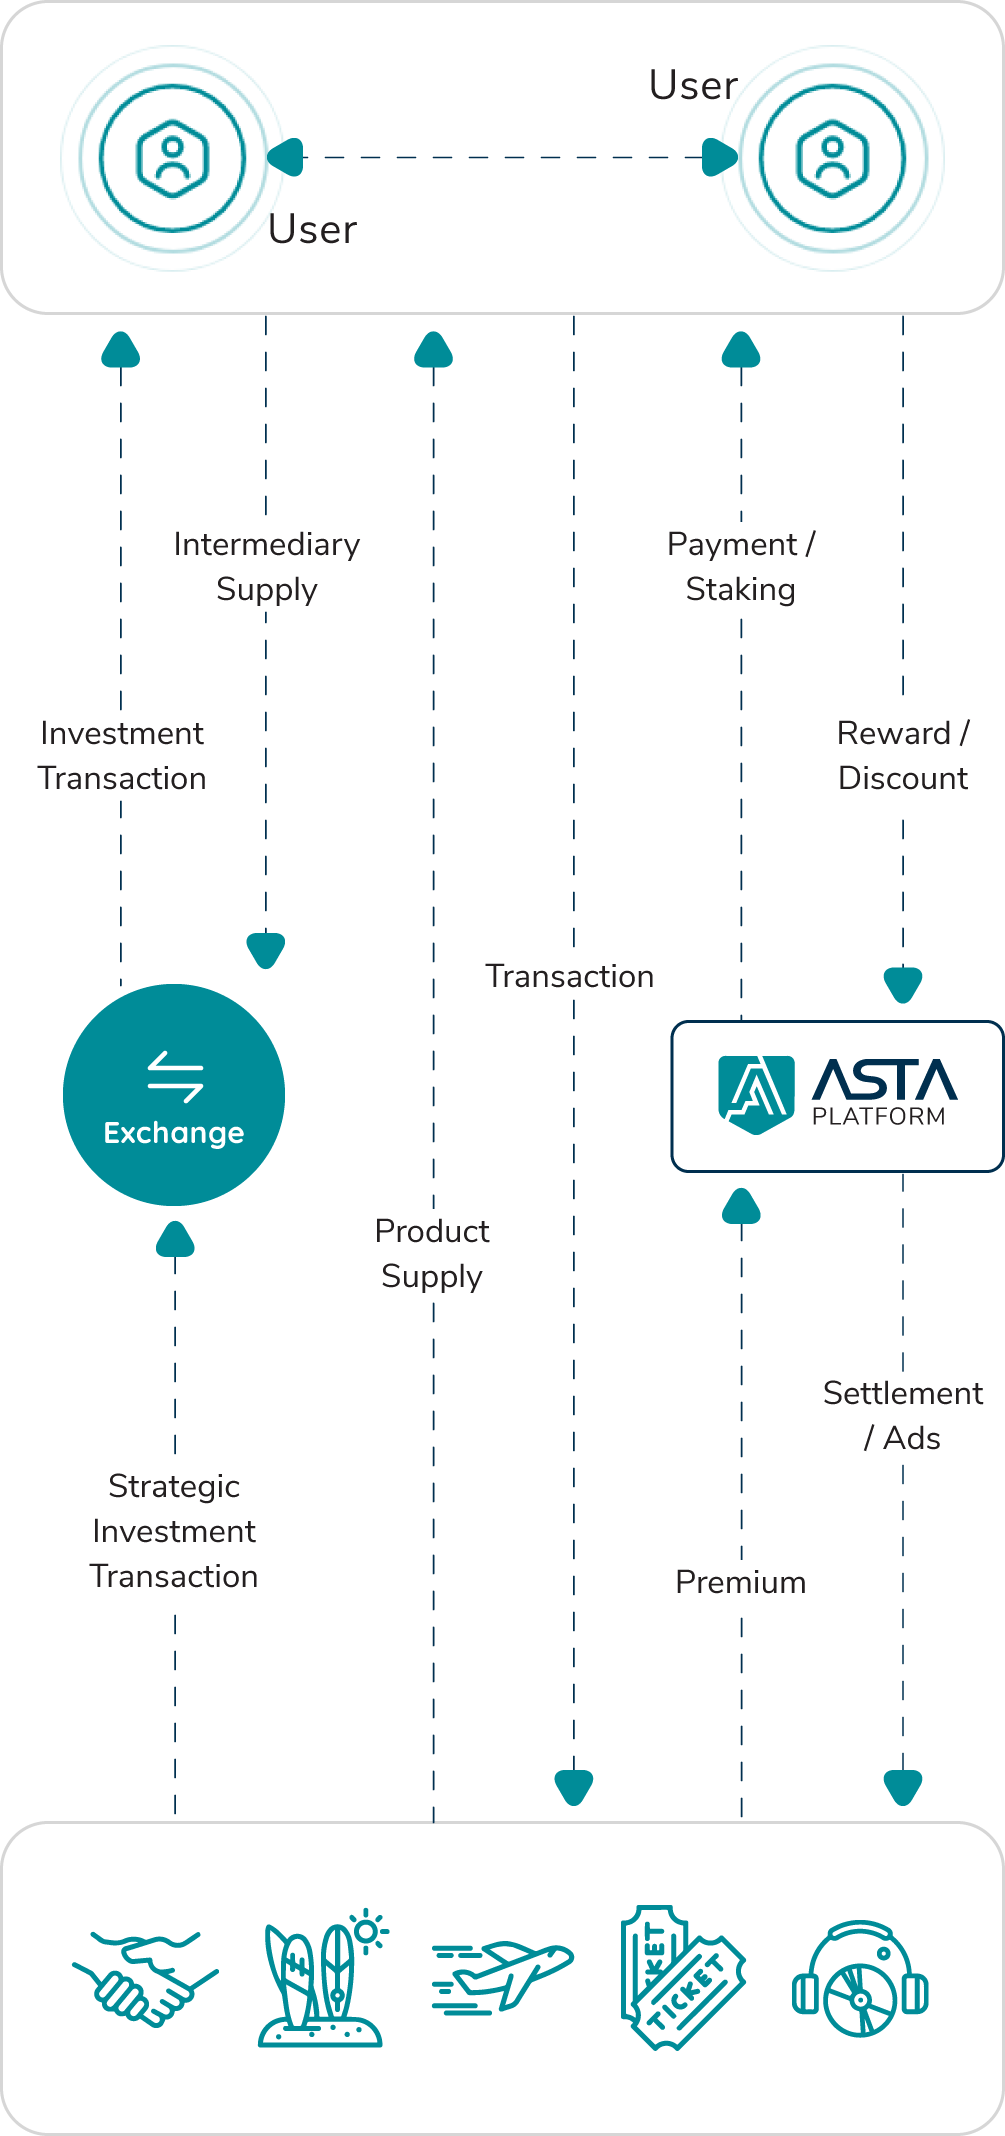 User
User
Intermediary
Supply
Payment /
Staking
Investment
Transaction
Reward /
Discount
Transaction
Exchange
ASTA
PLATFORM
Product
Supply
Settlement
/ Ads
Strategic
Investment
Transaction
Premium
KET
TICKET